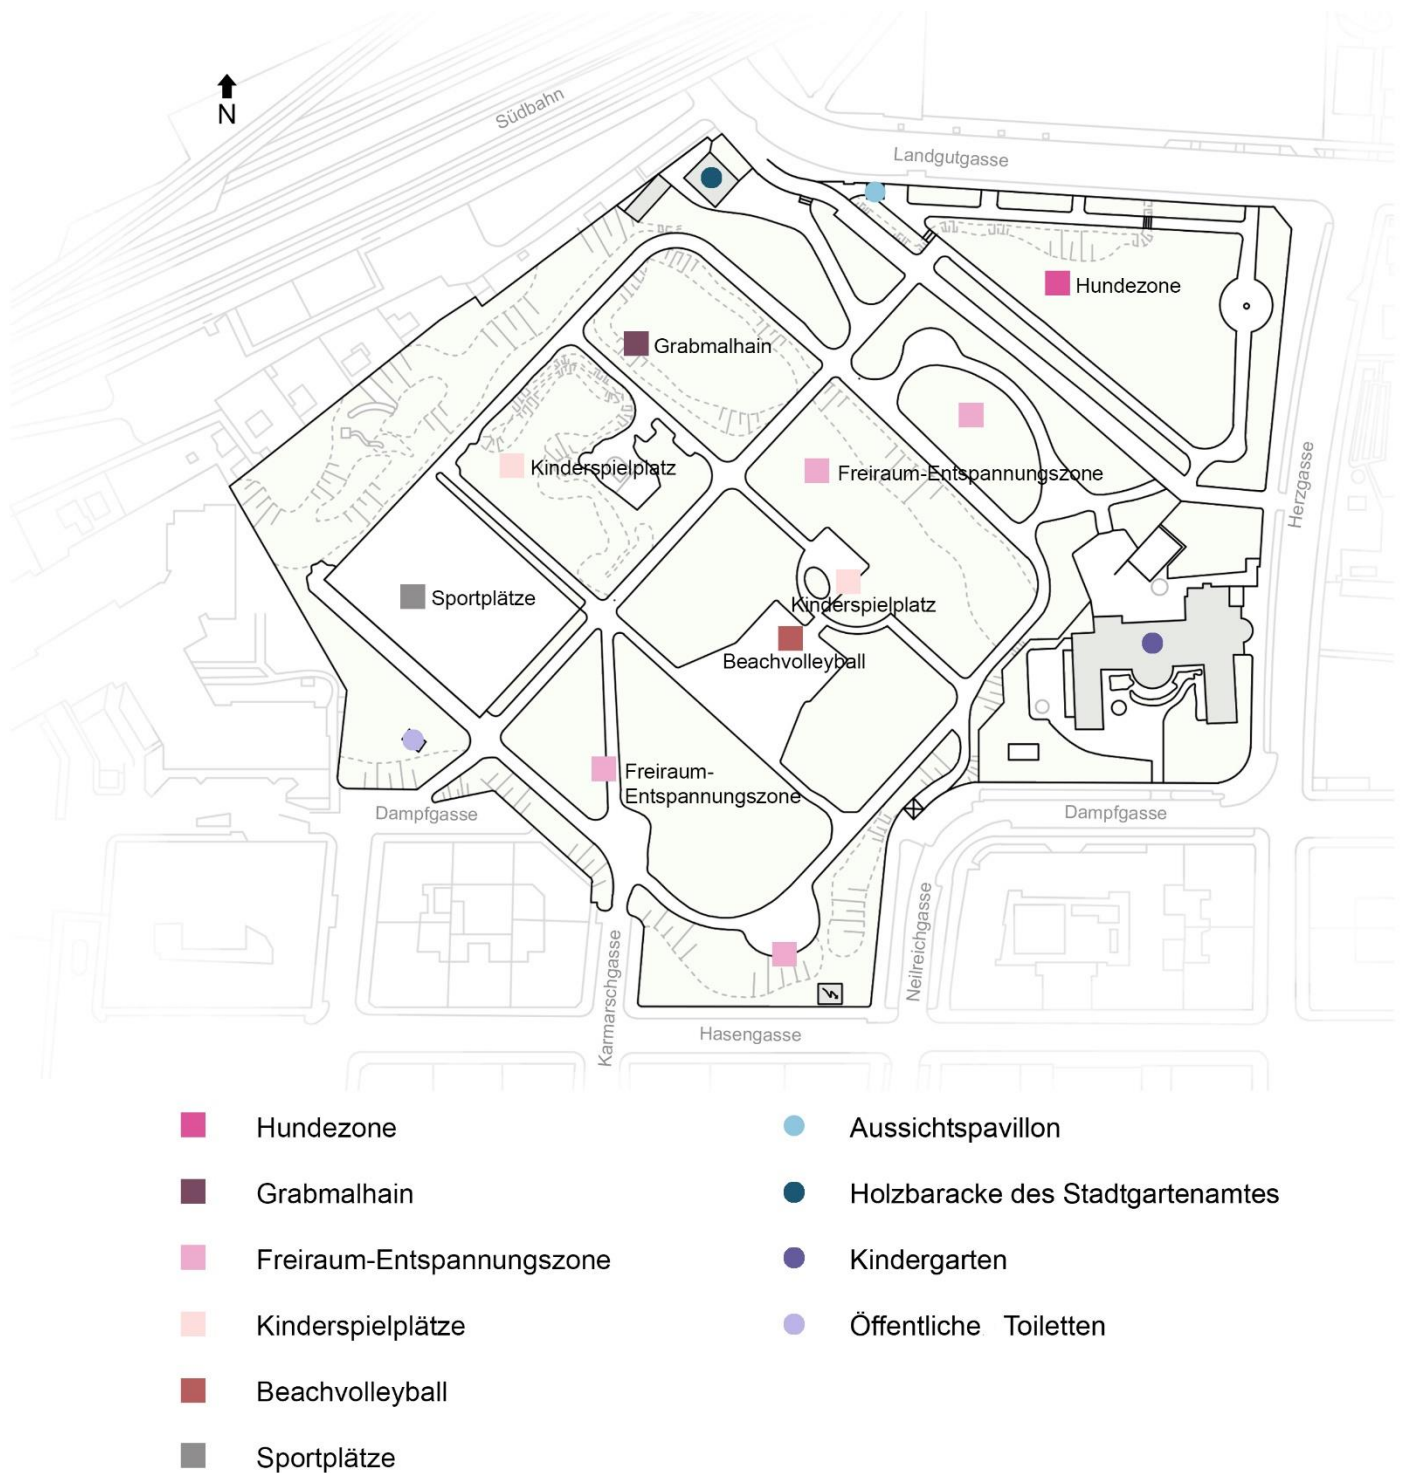 N
Südbahn
Landgutgasse
Hundezone
Grabmalhain
Kinderspielplatz
Freiraum-Entspannungszone
Herzgasse
Sportplätze
Kinderspielplatz
Beachvolleyball
Freiraum-
Entspannungszone
Dampfgasse
Dampfgasse
Neilreichgasse
Karmarschgasse
Hasengasse
Hundezone
Grabmalhain
Freiraum-Entspannungszone
Kinderspielplätze
Beachvolleyball
Sportplätze
Aussichtspavillon
Holzbaracke des Stadtgartenamtes
Kindergarten
Öffentliche Toiletten